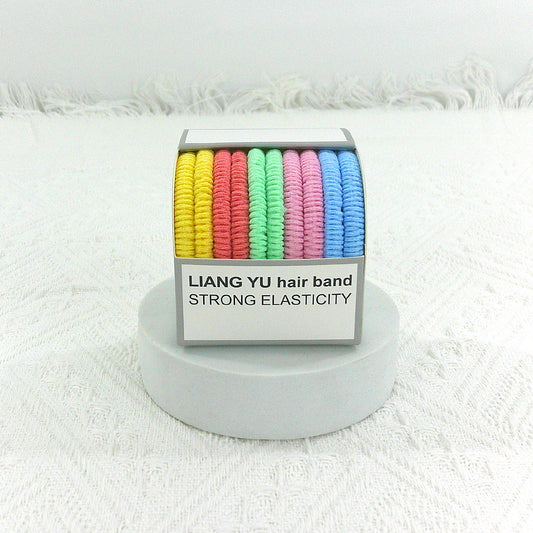 LIANG YU hair band
STRONG ELASTICITY